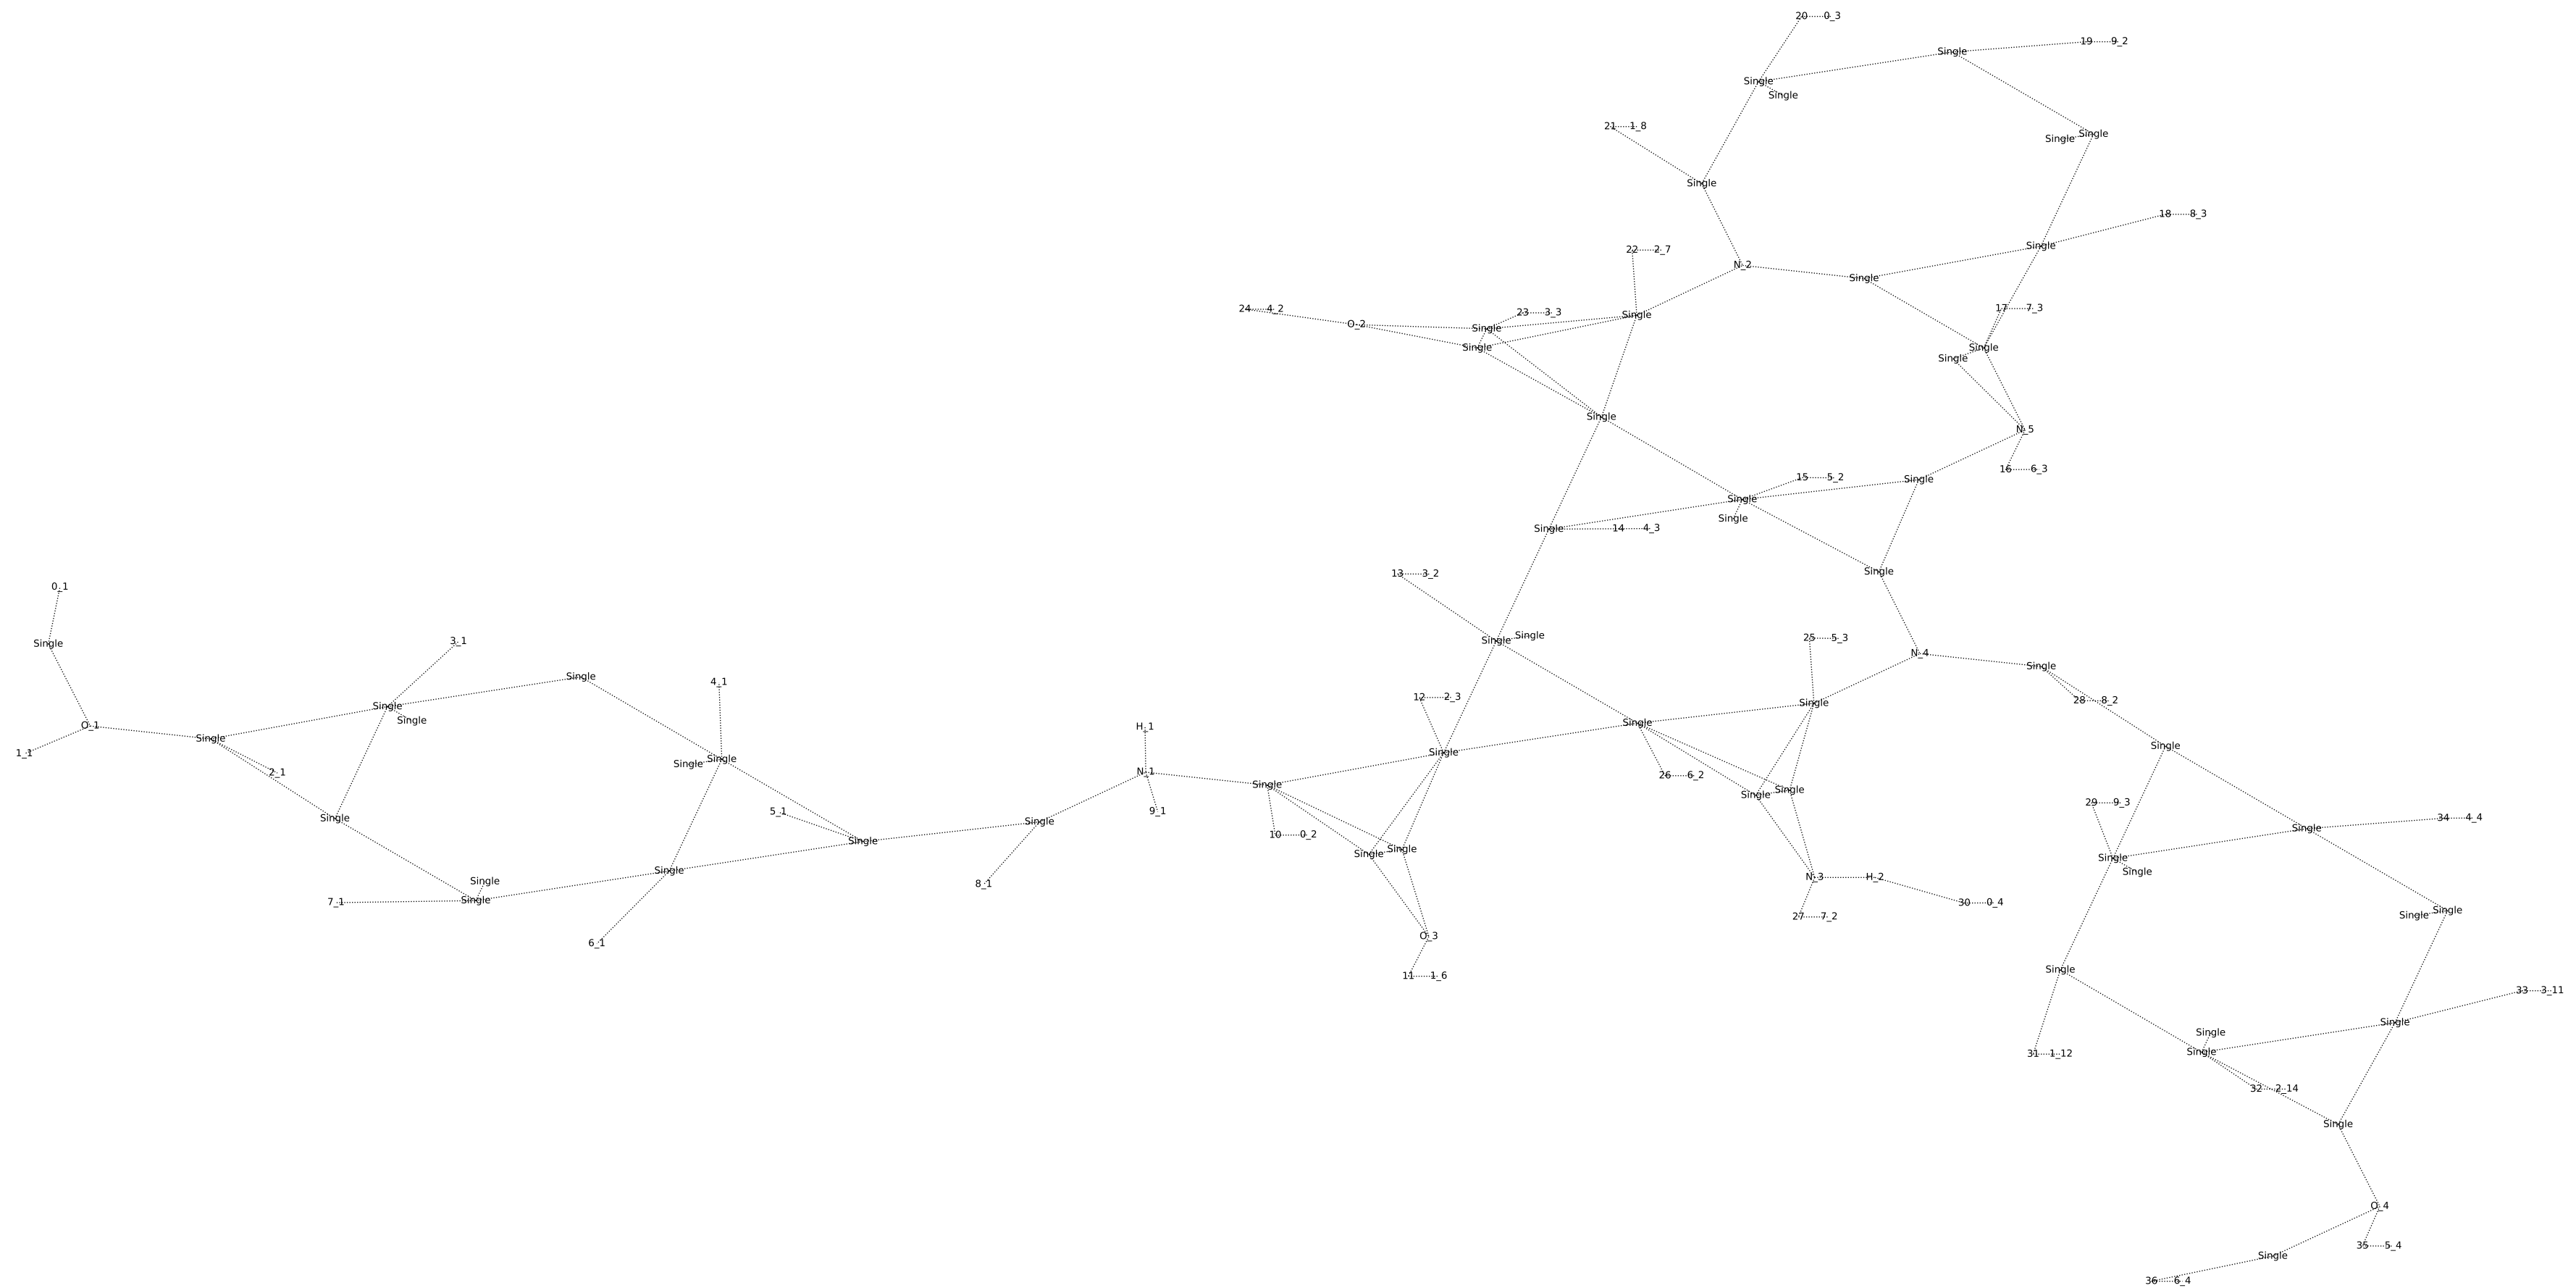 20 0_3
Single 19 9_2
Single
Single
21 1_8
Single Single
Single
18 8_3
Single
22 2_7
N_2
Single
24 4_2
23 3_3
17 7_3
Single
O_2
Single
Single
Single
Single
Single
N_5
16 6_3
15 5_2
Single
Single
Single
14 4_3
Single
Single
13 3_2
0_1
Single
Single
25 5_3
3_1
Single
N_4
Single
Single
4_1
12 2_3
28 8_2
Single
Single
Single
Single
O_1
H_1
Single
Single
1_1
Single
Single
Single
2_1
N_1
26 6_2
Single
Single
Single
29 9_3
5_1
9_1
Single
Single
34 4_4
Single
Single
10 0_2
Single
Single
Single
Single
Single
Single
Single
8_1
N_3 H_2
Single
7_1
30 0_4
Single
Single
27 7_2
O_3
6_1
Single
11 1_6
33 3_11
Single
Single
Single
31 1_12
32 2_14
Single
O_4
35 5_4
Single
36 6_4